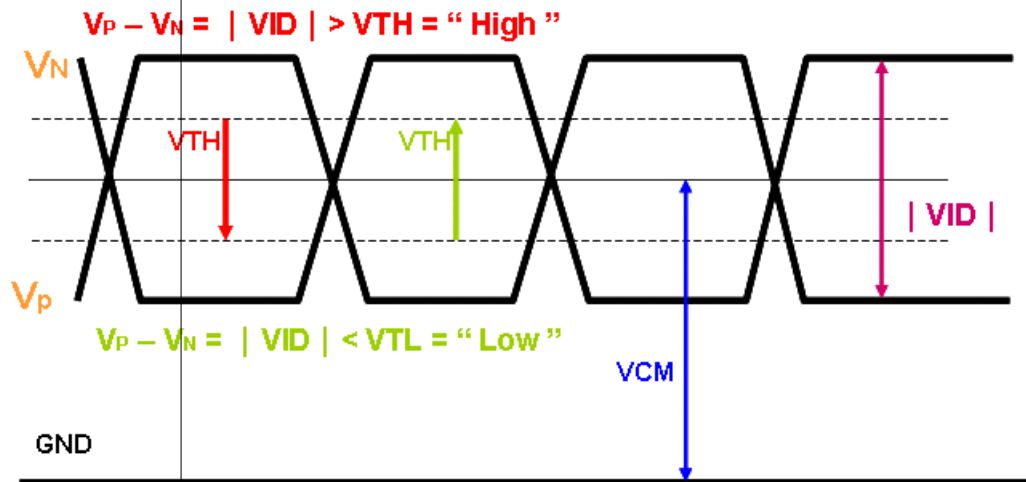 VP – VN = | VID | > VTH = “ High ”
VN
VTH
VTH
| VID |
Vp
VP – VN = | VID | < VTL = “ Low ”
VCM
GND